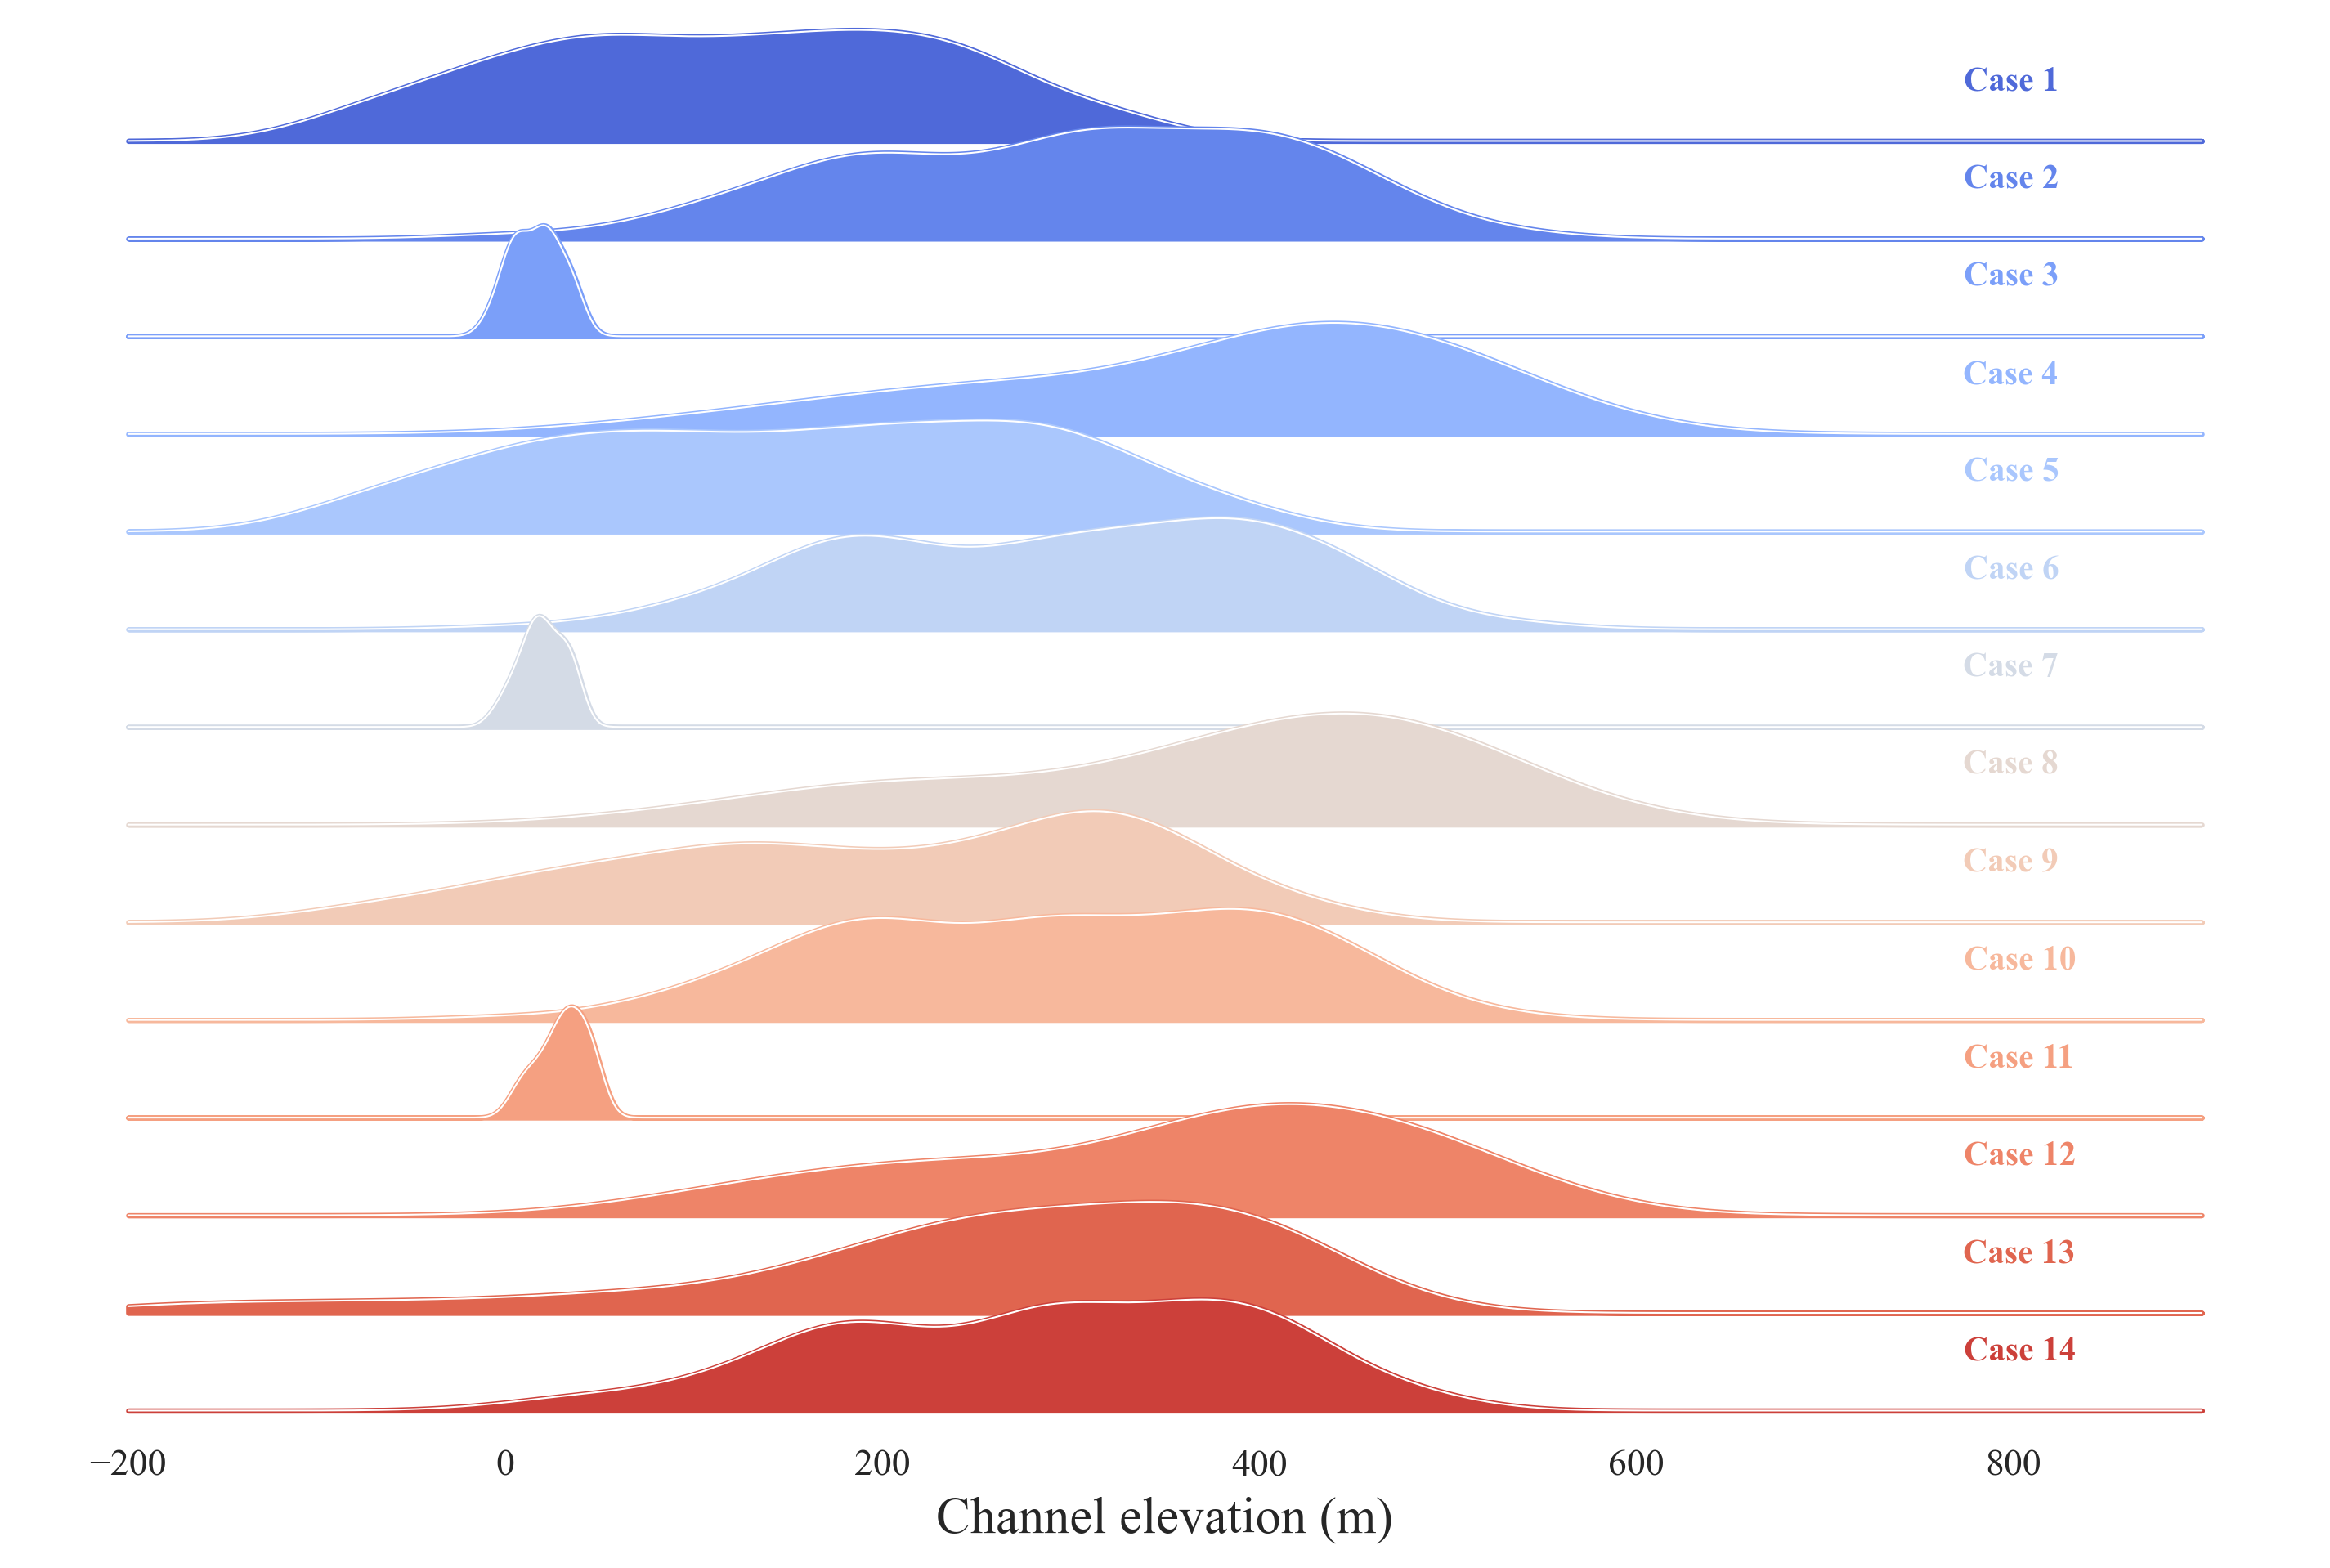 Case 1
Case 2
Case 3
Case 4
Case 5
Case 6
Case 7
Case 8
Case 9
Case 10
Case 11
Case 12
Case 13
Case 14
−200 0 200 400 600 800
Channel elevation (m)